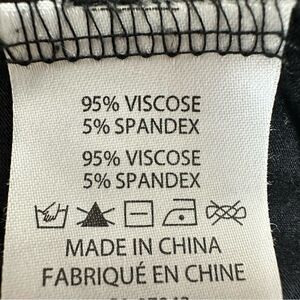 95% VISCOSE
5% SPANDEX
95% VISCOSE
5% SPANDEX
MADE IN CHINA
FABRIQUÉ EN CHINE